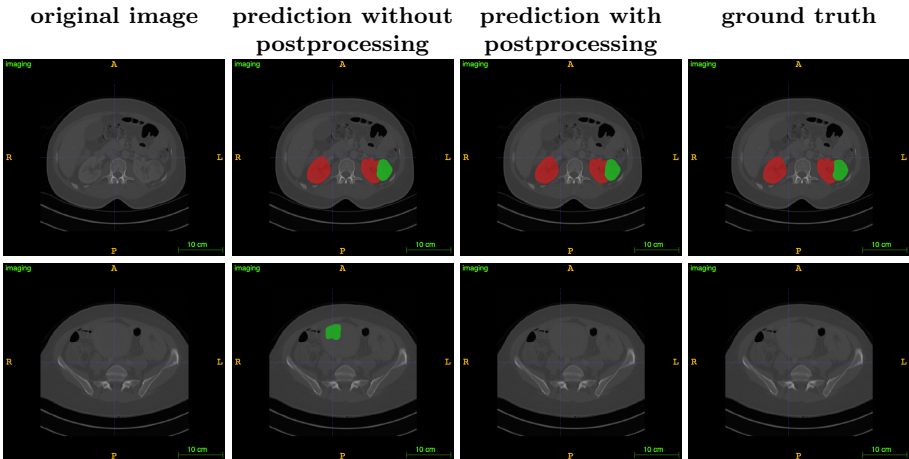 original image
prediction without
postprocessing
prediction with
postprocessing
ground truth
imaging
A
R
L
P
10 cm
imaging
A
R
L
P
10 cm
imaging
A
R
L
P
10 cm
imaging
A
R
L
P
10 cm
imaging
A
R
L
P
10 cm
imaging
A
R
L
P
10 cm
imaging
A
R
L
P
10 cm
imaging
A
R
L
P
10 cm